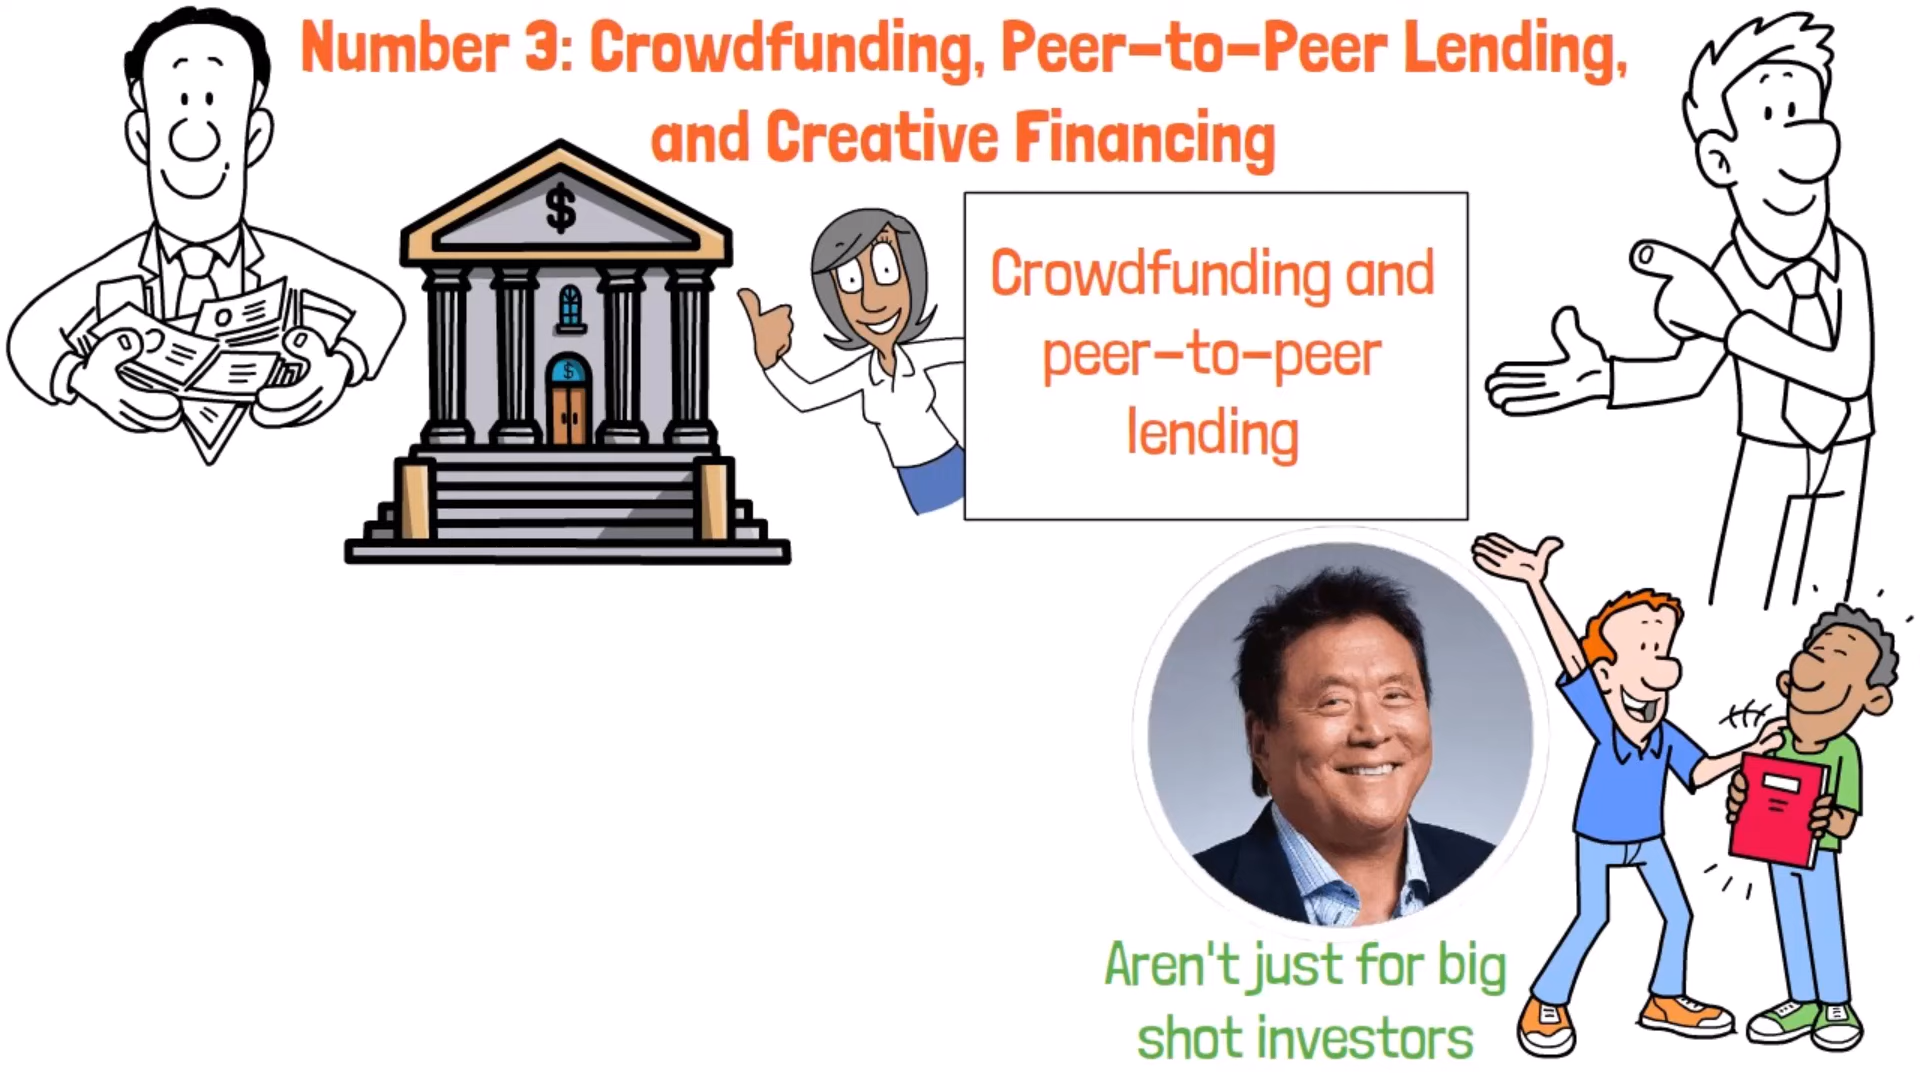 Number 3: Crowdfunding, Peer-to-Peer Lending,
and Creative Financing
$
$
Crowdfunding and
peer-to-peer
lending
Aren't just for big
shot investors